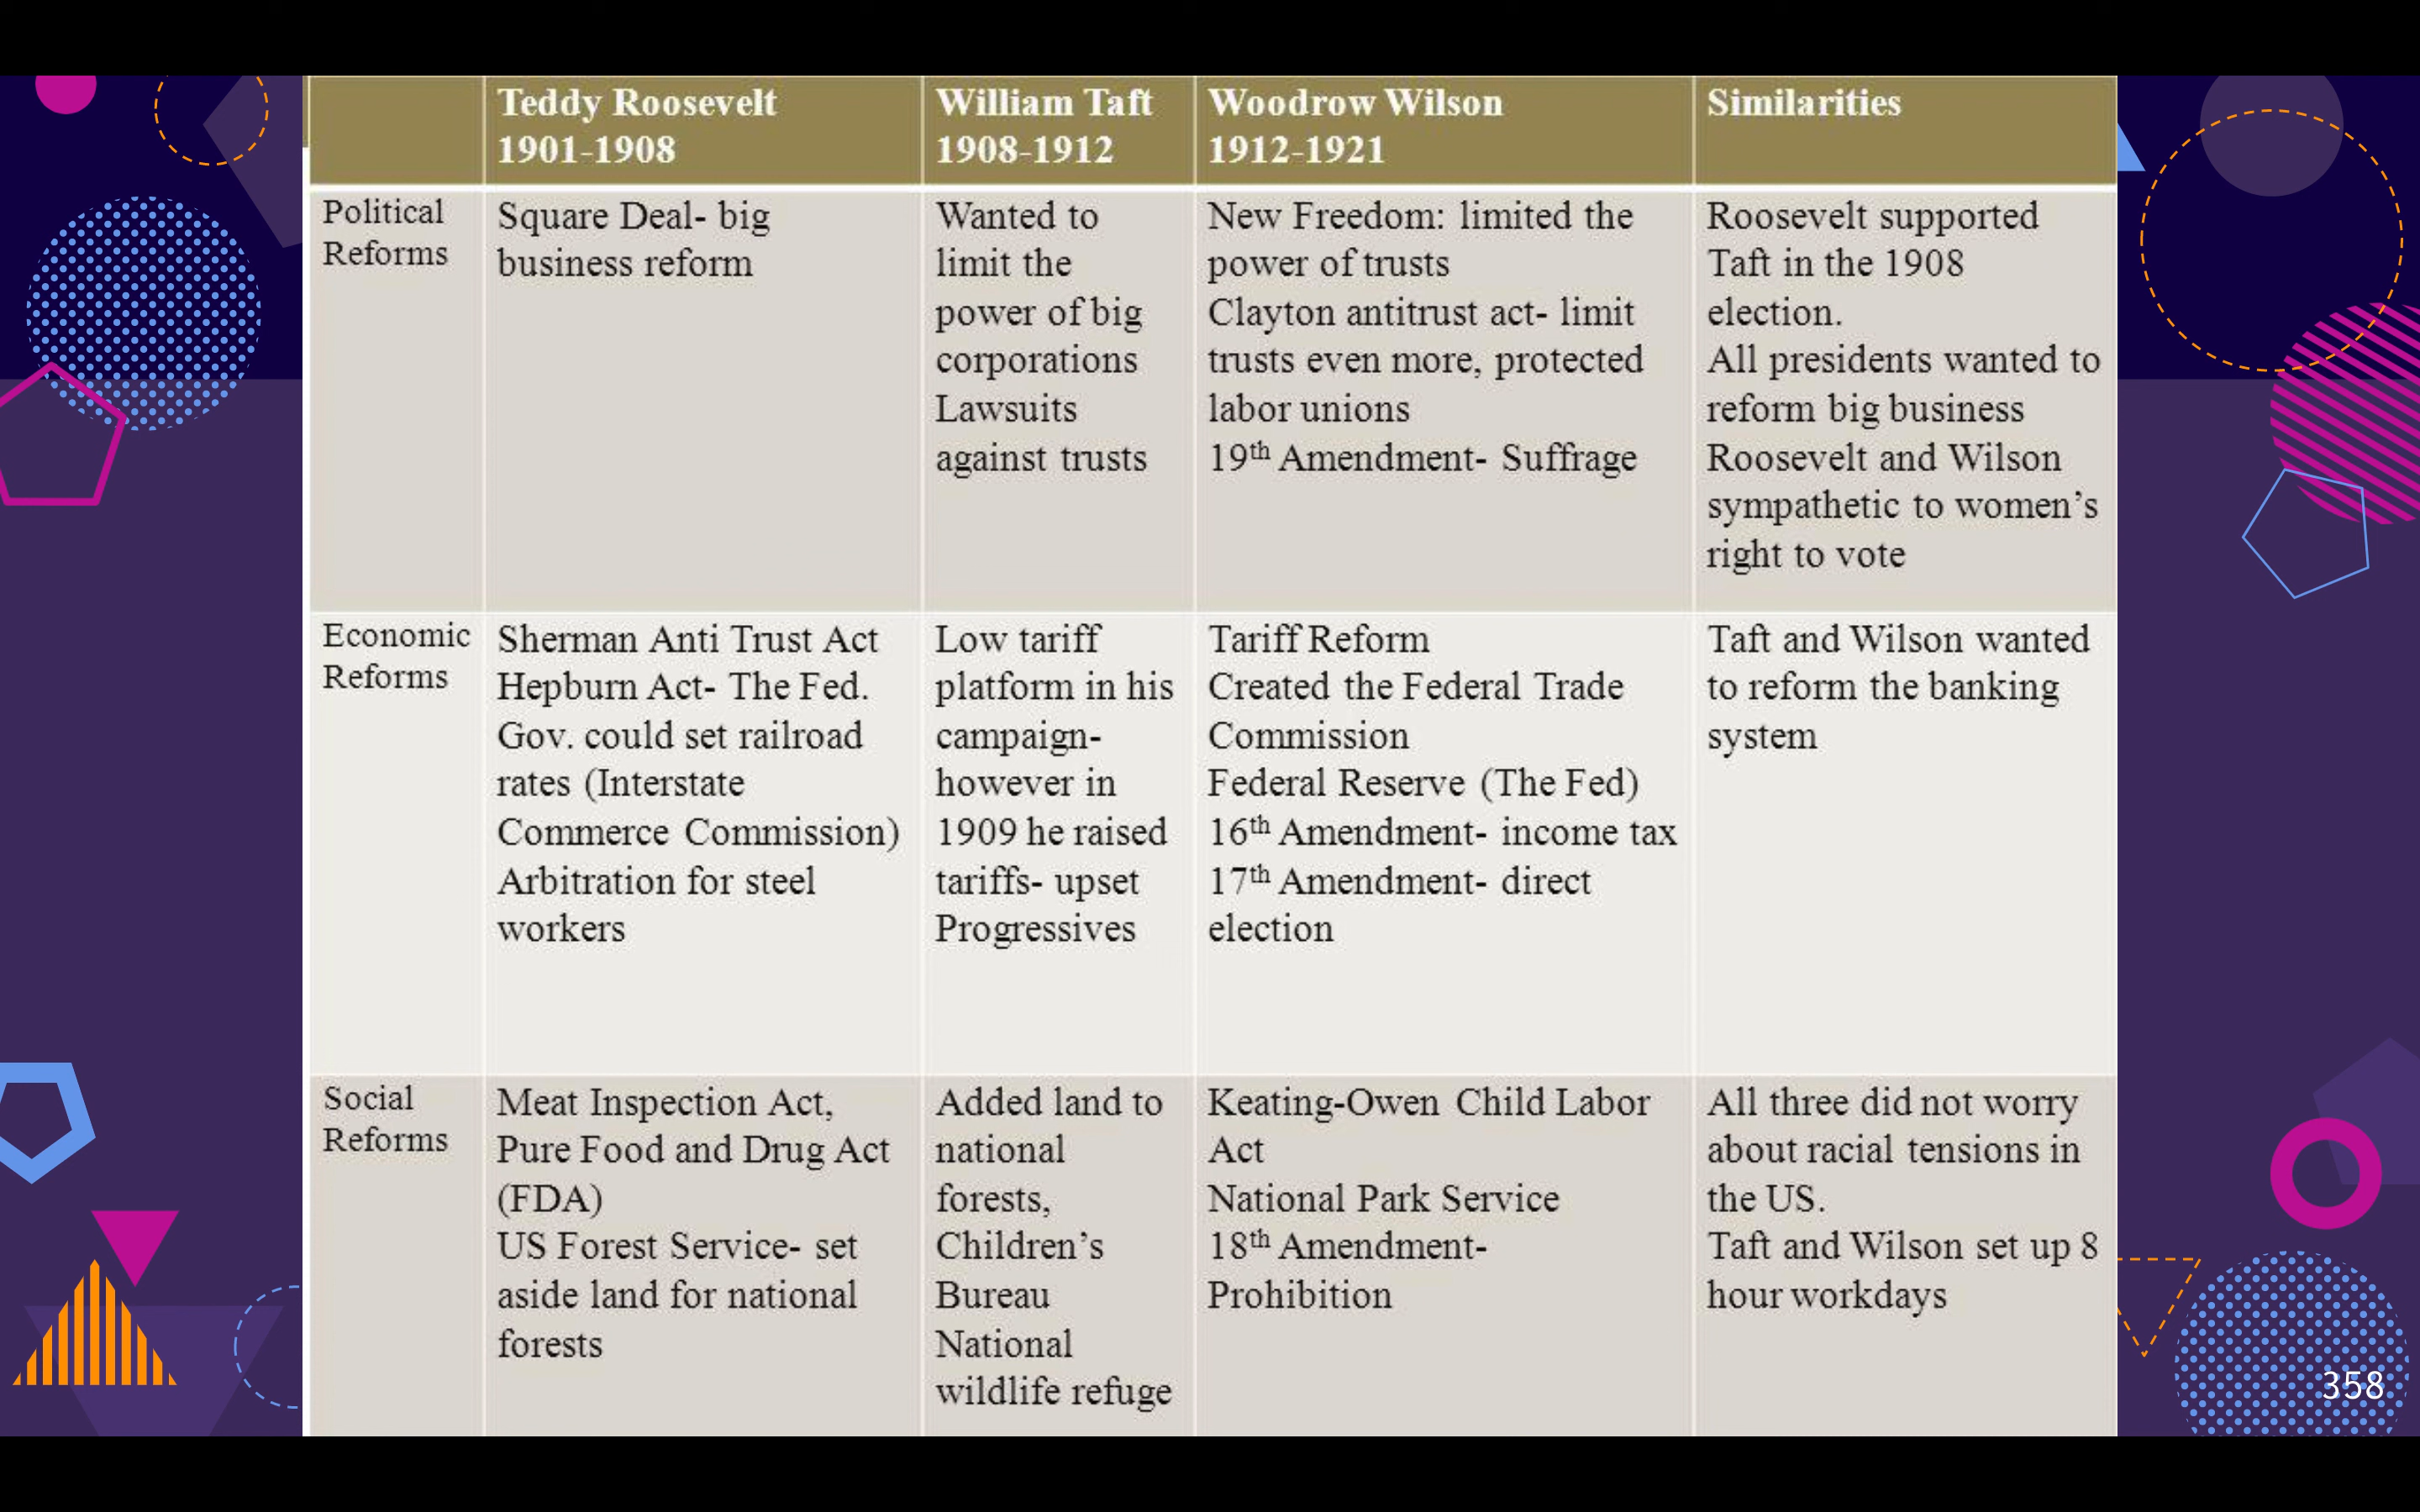 Teddy Roosevelt
1901-1908
William Taft
1908-1912
Woodrow Wilson
1912-1921
Similarities
Political
Reforms
Square Deal- big
business reform
Wanted to
limit the
power of big
corporations
Lawsuits
against trusts
New Freedom: limited the
power of trusts
Clayton antitrust act- limit
trusts even more, protected
labor unions
19th Amendment- Suffrage
Roosevelt supported
Taft in the 1908
election.
All presidents wanted to
reform big business
Roosevelt and Wilson
sympathetic to women’s
right to vote
Economic
Reforms
Sherman Anti Trust Act
Hepburn Act- The Fed.
Gov. could set railroad
rates (Interstate
Commerce Commission)
Arbitration for steel
workers
Low tariff
platform in his
campaign-
however in
1909 he raised
tariffs- upset
Progressives
Tariff Reform
Created the Federal Trade
Commission
Federal Reserve (The Fed)
16th Amendment- income tax
17th Amendment- direct
election
Taft and Wilson wanted
to reform the banking
system
Social
Reforms
Meat Inspection Act,
Pure Food and Drug Act
(FDA)
US Forest Service- set
aside land for national
forests
Added land to
national
forests,
Children’s
Bureau
National
wildlife refuge
Keating-Owen Child Labor
Act
National Park Service
18th Amendment-
Prohibition
All three did not worry
about racial tensions in
the US.
Taft and Wilson set up 8
hour workdays
358